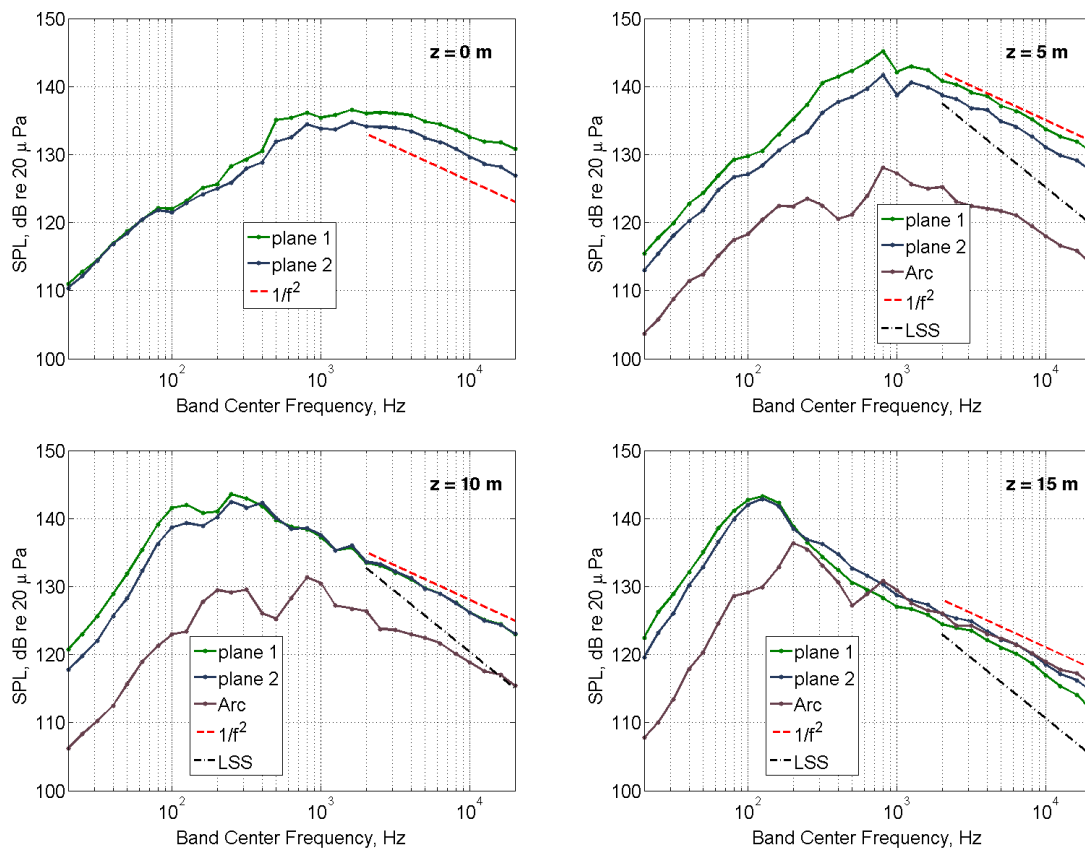 150
140
130
120
110
100
SPL, dB re 20 μ Pa
z = 0 m
plane 1
plane 2
1/f²
10² 10³ 10⁴
Band Center Frequency, Hz
150
140
130
120
110
100
SPL, dB re 20 μ Pa
z = 5 m
plane 1
plane 2
Arc
1/f²
LSS
10² 10³ 10⁴
Band Center Frequency, Hz
150
140
130
120
110
100
SPL, dB re 20 μ Pa
z = 10 m
plane 1
plane 2
Arc
1/f²
LSS
10² 10³ 10⁴
Band Center Frequency, Hz
150
140
130
120
110
100
SPL, dB re 20 μ Pa
z = 15 m
plane 1
plane 2
Arc
1/f²
LSS
10² 10³ 10⁴
Band Center Frequency, Hz